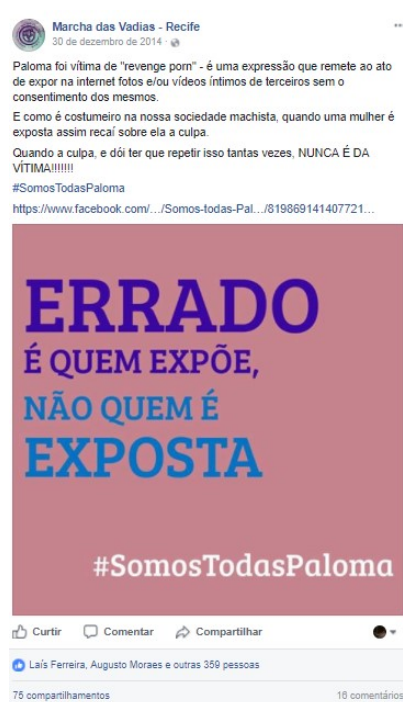 Marcha das Vadias - Recife
30 de dezembro de 2014 ·
Paloma foi vítima de "revenge porn" - é uma expressão que remete ao ato
de expor na internet fotos e/ou vídeos íntimos de terceiros sem o
consentimento dos mesmos.
E como é costumeiro na nossa sociedade machista, quando uma mulher é
exposta assim recaí sobre ela a culpa.
Quando a culpa, e dói ter que repetir isso tantas vezes, NUNCA É DA
VÍTIMA!!!!!!!
#SomosTodasPaloma
https://www.facebook.com/…/Somos-todas-Pal…/819869141407721…
ERRADO
É QUEM EXPÕE,
NÃO QUEM É
EXPOSTA
#SomosTodasPaloma
Curtir Comentar Compartilhar
Laís Ferreira, Augusto Moraes e outras 359 pessoas
75 compartilhamentos 16 comentários